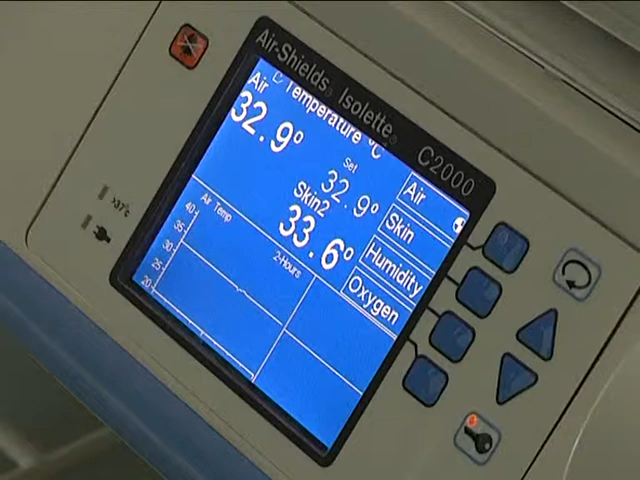 Air-Shields® Isolette® C2000
Temperature °C
Air
32.9°
Set
32.9°
Skin2
33.6°
Air
Skin
Humidity
Oxygen
Air Temp
2-Hours
40
35
30
25
20
>37°C